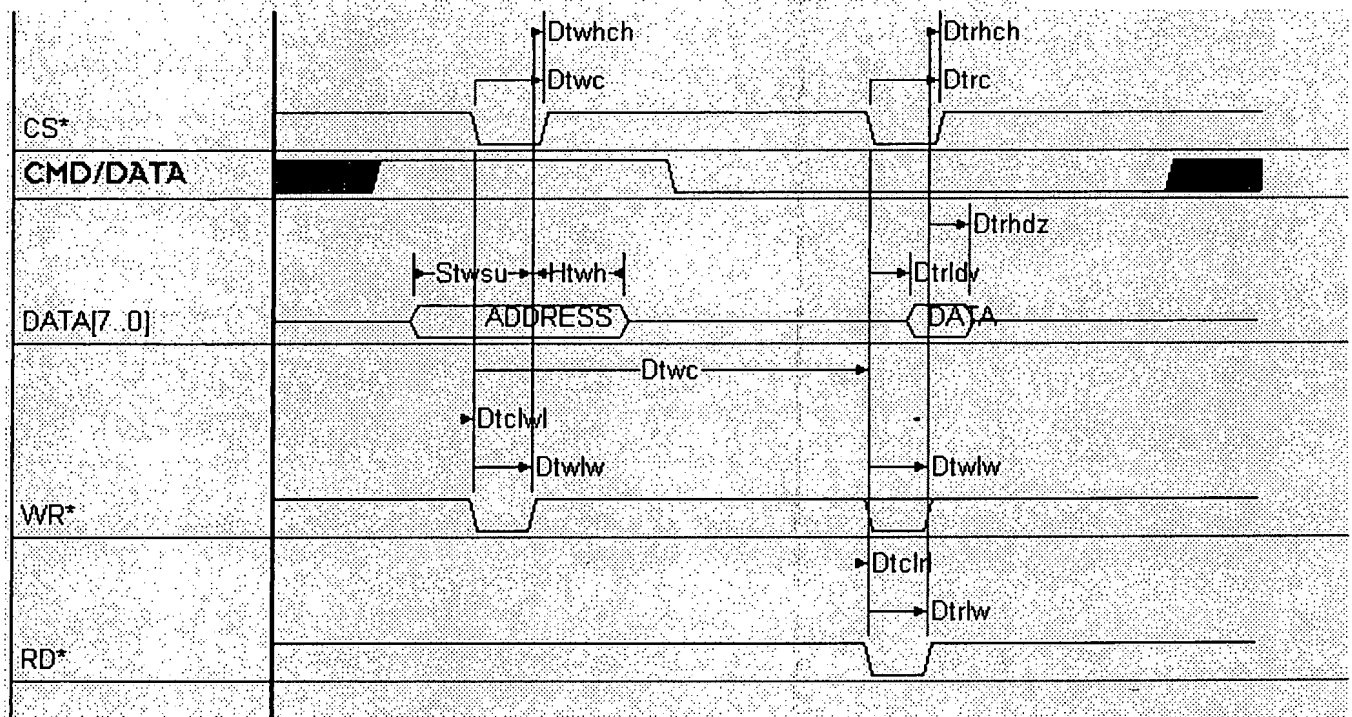 Dtwhch Dtrhch
Dtwc Dtrc
CS*
CMD/DATA
Dtrhdz
Stwsu Htwh Dtrldv
DATA[7..0] ADDRESS DATA
Dtwc
Dtclwl
Dtwlw Dtwlw
WR*
Dtclrl
Dtrlw
RD*